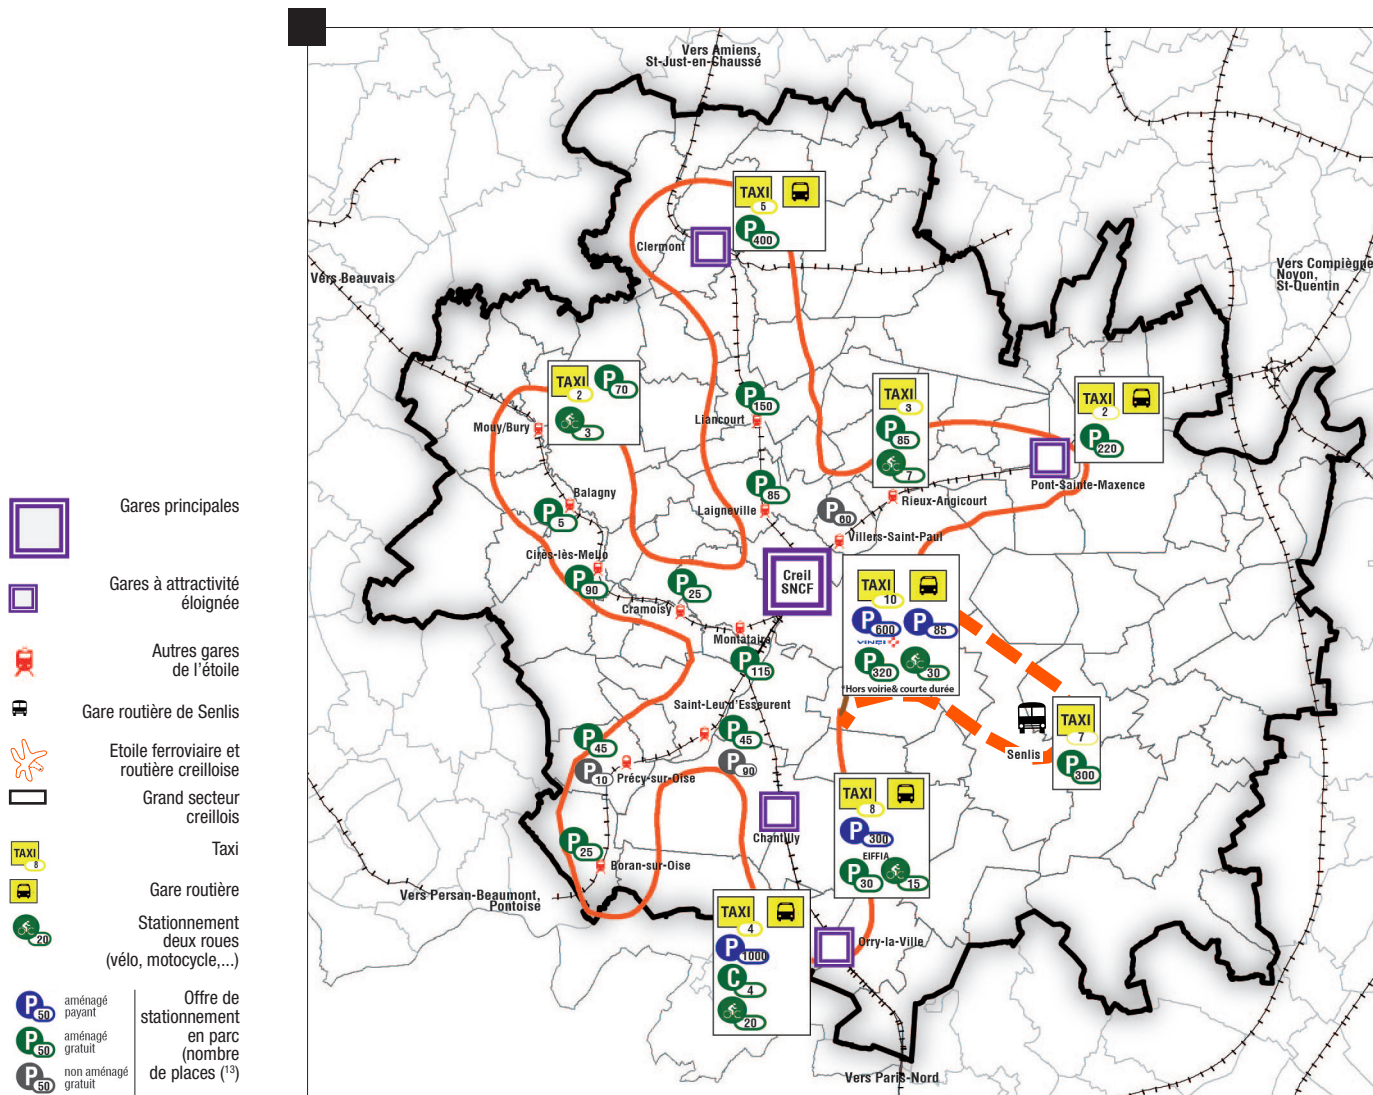 Gares principales
Gares à attractivité
éloignée
Autres gares
de l'étoile
Gare routière de Senlis
Etoile ferroviaire et
routière creilloise
Grand secteur
creillois
TAXI
8
Taxi
Gare routière
20
Stationnement
deux roues
(vélo, motocycle,...)
P 50
aménagé
payant
P 50
aménagé
gratuit
P 50
non aménagé
gratuit
Offre de
stationnement
en parc
(nombre
de places (13)
Vers Amiens,
St-Just-en-Chaussé
Vers Beauvais
Vers Compiègne
Noyon,
St-Quentin
TAXI
5
P 400
Clermont
TAXI
2
P 70
3
Mouy/Bury
P 150
Liancourt
TAXI
3
P 85
7
TAXI
2
P 220
Pont-Sainte-Maxence
Balagny
P 5
P 85
Laigneville
P 60
Rieux-Angicourt
Villers-Saint-Paul
Cirès-lès-Mello
P 90
P 25
Cramoisy
Creil
SNCF
TAXI
10
P 600
P 85
VINCI
P 320
30
*Hors voirie& courte durée
Montataire
P 115
Saint-Leu d'Esseurent
P 45
P 90
P 45
P 10
Précy-sur-Oise
TAXI
7
P 300
Senlis
Chantilly
TAXI
8
P 300
EIFFIA
P 30
15
P 25
Boran-sur-Oise
Vers Persan-Beaumont,
Pontoise
TAXI
4
P 1000
C 4
20
Orry-la-Ville
Vers Paris-Nord